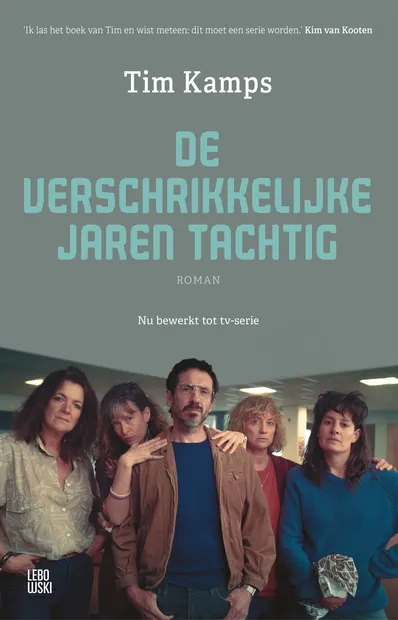 'Ik las het boek van Tim en wist meteen: dit moet een serie worden.' Kim van Kooten
Tim Kamps
DE
VERSCHRIKKELIJKE
JAREN TACHTIG
ROMAN
Nu bewerkt tot tv-serie
LEBO
WSKI